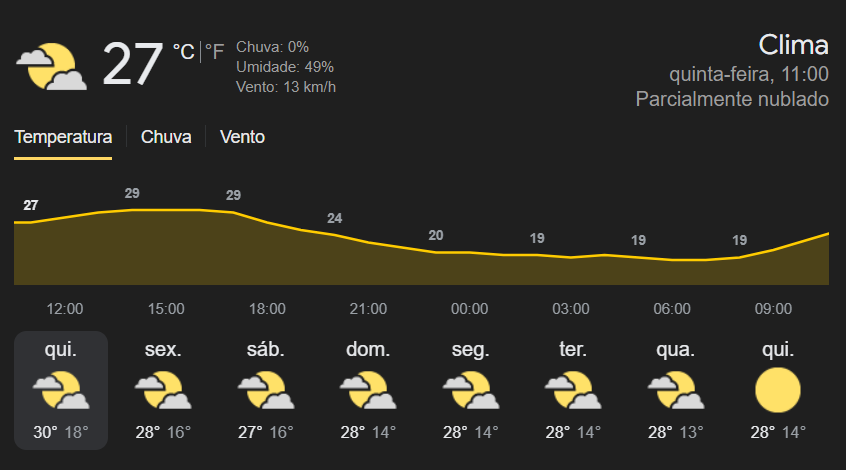 27 °C | °F
Chuva: 0%
Umidade: 49%
Vento: 13 km/h
Clima
quinta-feira, 11:00
Parcialmente nublado
Temperatura Chuva Vento
27 29 29 24 20 19 19 19
12:00 15:00 18:00 21:00 00:00 03:00 06:00 09:00
qui. sex. sáb. dom. seg. ter. qua. qui.
30° 18° 28° 16° 27° 16° 28° 14° 28° 14° 28° 14° 28° 13° 28° 14°